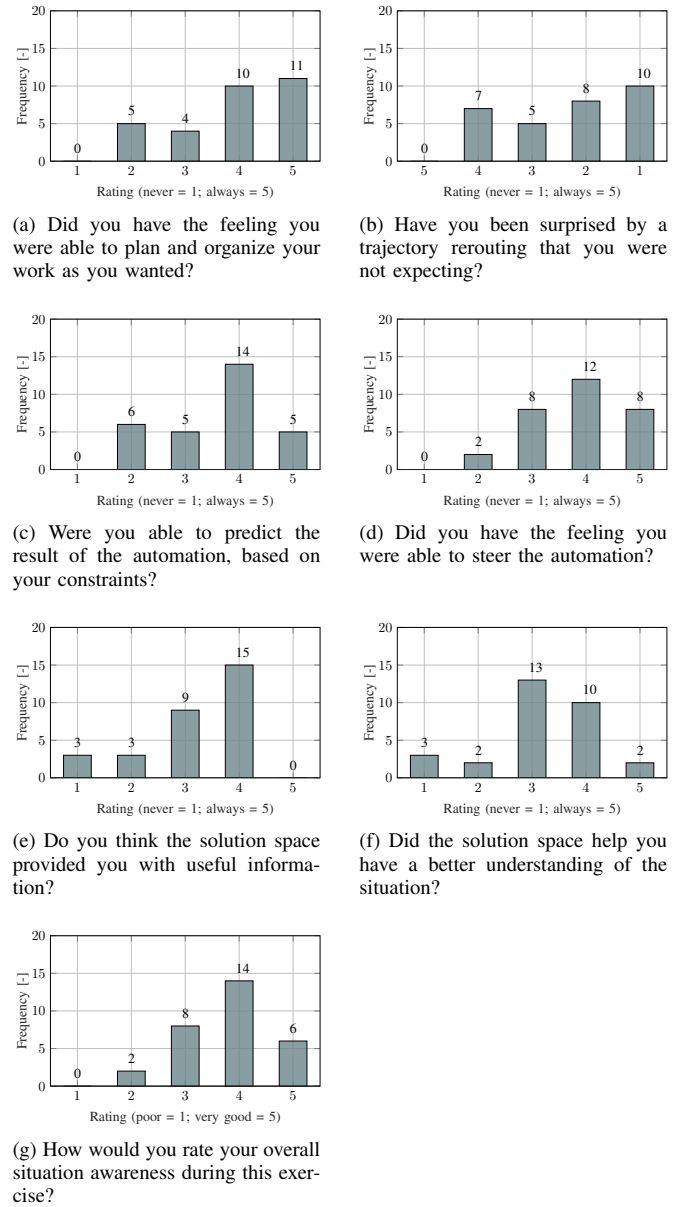 20
15
10
5
0
Frequency [-]
0
5
4
10
11
1 2 3 4 5
Rating (never = 1; always = 5)
(a) Did you have the feeling you
were able to plan and organize your
work as you wanted?
20
15
10
5
0
Frequency [-]
0
7
5
8
10
5 4 3 2 1
Rating (never = 1; always = 5)
(b) Have you been surprised by a
trajectory rerouting that you were
not expecting?
20
15
10
5
0
Frequency [-]
0
6
5
14
5
1 2 3 4 5
Rating (never = 1; always = 5)
(c) Were you able to predict the
result of the automation, based on
your constraints?
20
15
10
5
0
Frequency [-]
0
2
8
12
8
1 2 3 4 5
Rating (never = 1; always = 5)
(d) Did you have the feeling you
were able to steer the automation?
20
15
10
5
0
Frequency [-]
3
3
9
15
0
1 2 3 4 5
Rating (never = 1; always = 5)
(e) Do you think the solution space
provided you with useful informa-
tion?
20
15
10
5
0
Frequency [-]
3
2
13
10
2
1 2 3 4 5
Rating (never = 1; always = 5)
(f) Did the solution space help you
have a better understanding of the
situation?
20
15
10
5
0
Frequency [-]
0
2
8
14
6
1 2 3 4 5
Rating (poor = 1; very good = 5)
(g) How would you rate your overall
situation awareness during this exer-
cise?